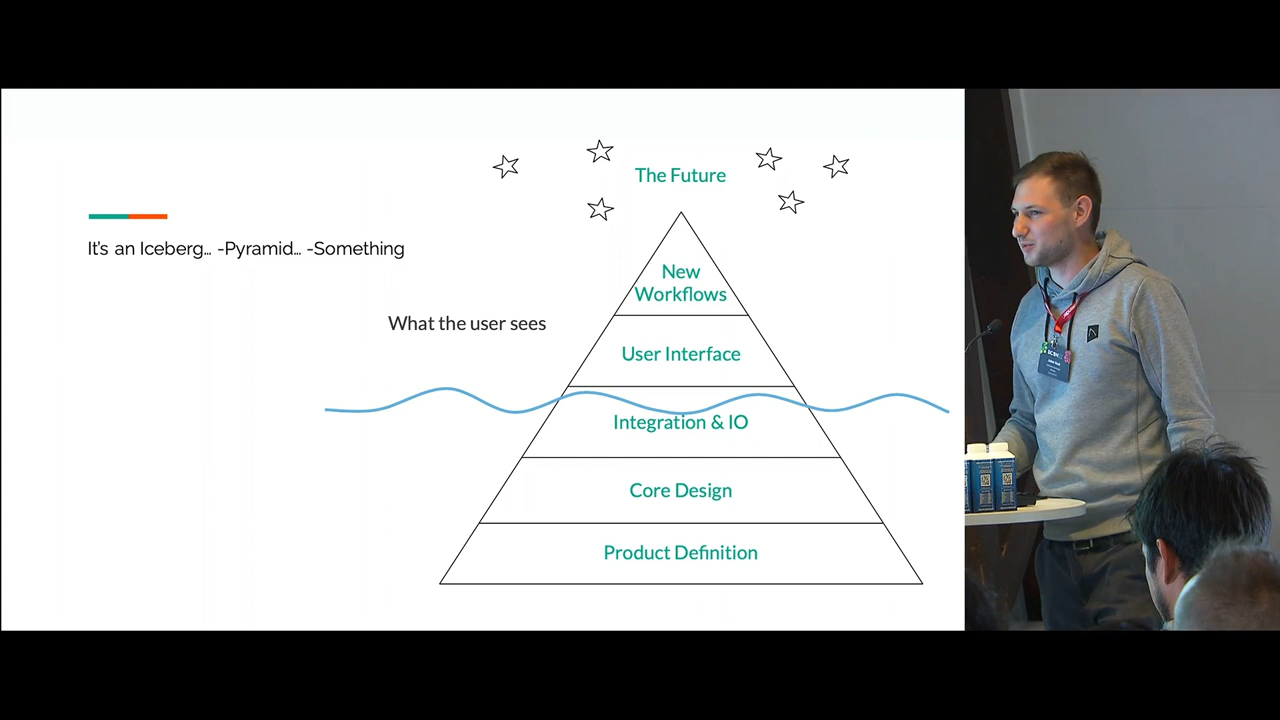 The Future
It's an Iceberg... -Pyramid... -Something
New
Workflows
What the user sees
User Interface
Integration & IO
Core Design
Product Definition